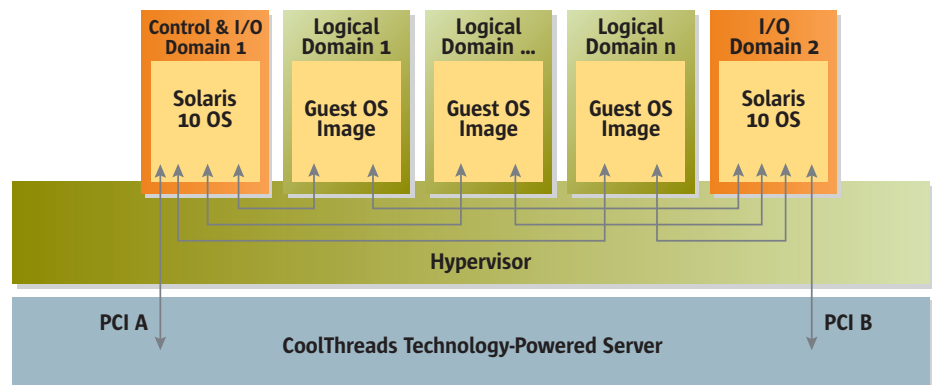 Control & I/O
Domain 1
Solaris
10 OS
Logical
Domain 1
Guest OS
Image
Logical
Domain ...
Guest OS
Image
Logical
Domain n
Guest OS
Image
I/O
Domain 2
Solaris
10 OS
Hypervisor
PCI A
PCI B
CoolThreads Technology-Powered Server